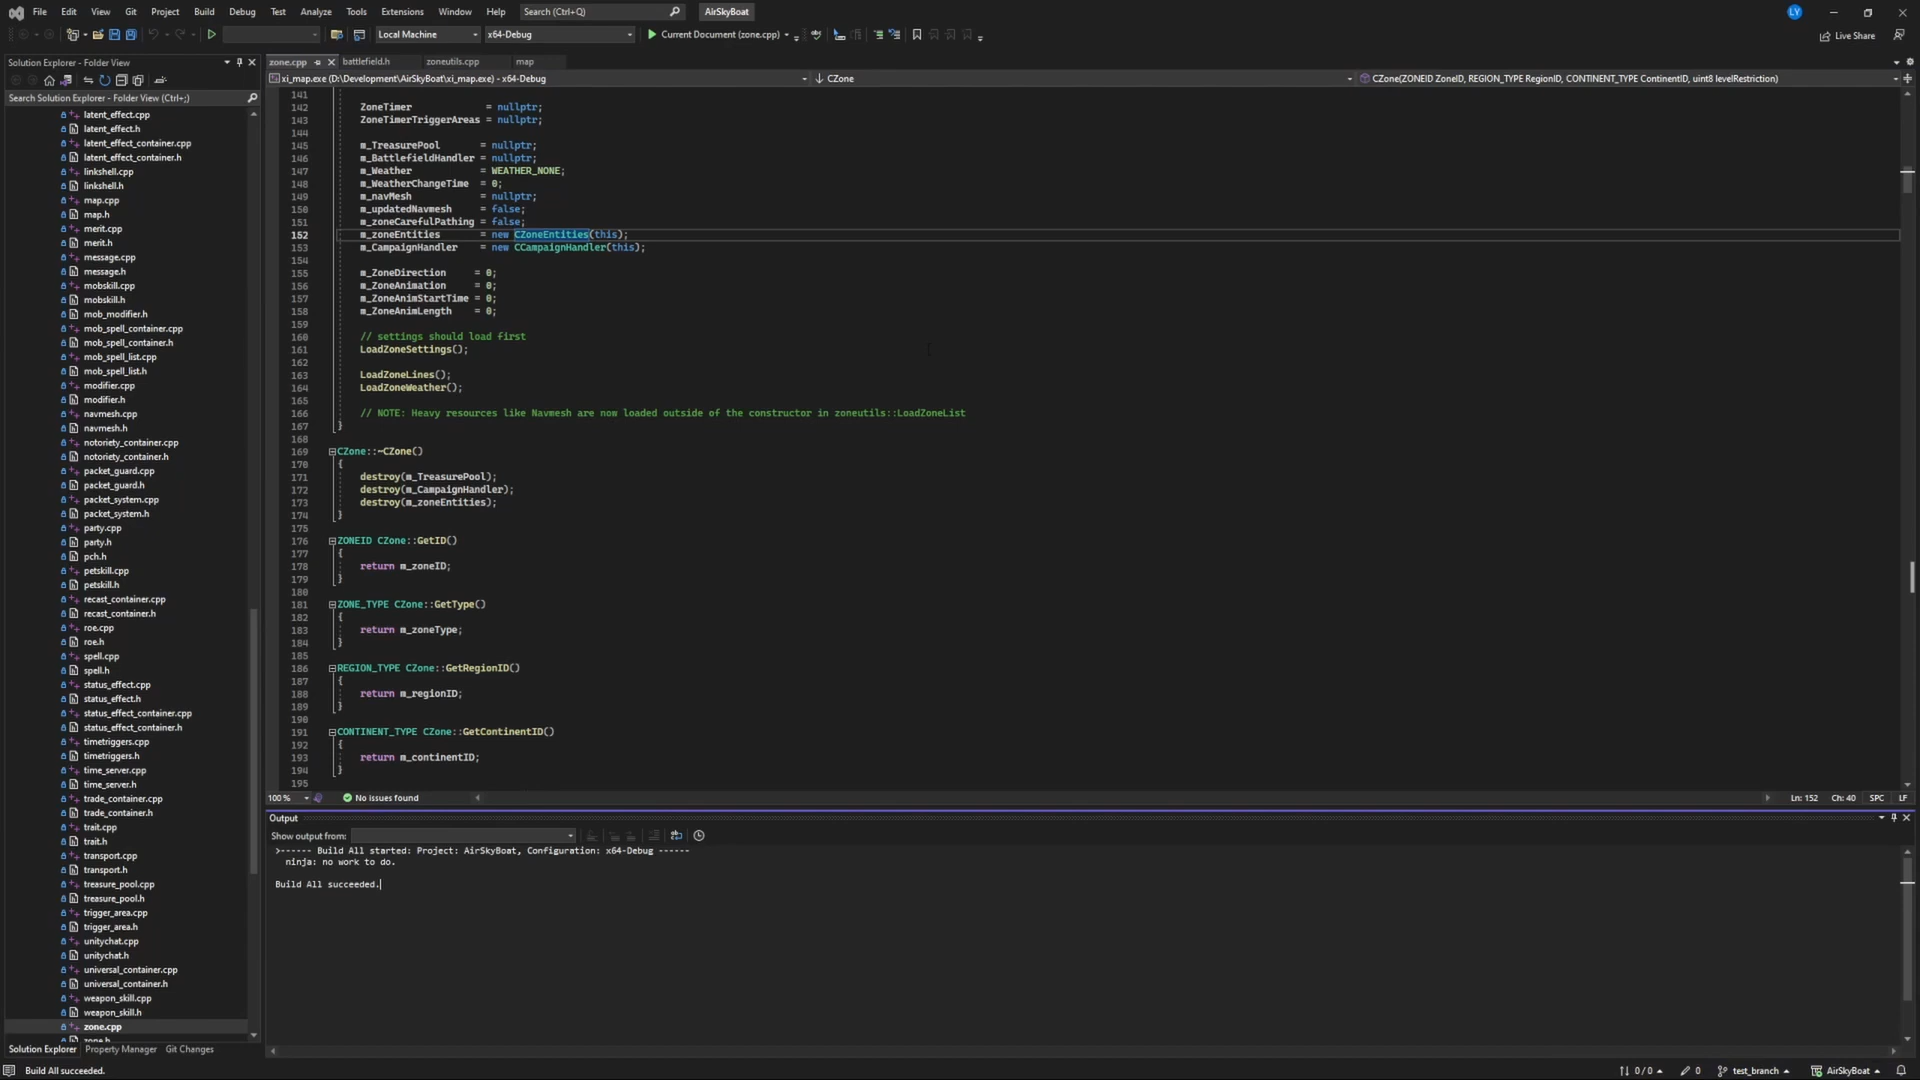 File Edit View Git Project Build Debug Test Analyze Tools Extensions Window Help Search (Ctrl+Q) AirSkyBoat LY
Local Machine x64-Debug Current Document (zone.cpp) Live Share
Solution Explorer - Folder View
Search Solution Explorer - Folder View (Ctrl+;)
latent_effect.cpp
latent_effect.h
latent_effect_container.cpp
latent_effect_container.h
linkshell.cpp
linkshell.h
map.cpp
map.h
merit.cpp
merit.h
message.cpp
message.h
mobskill.cpp
mobskill.h
mob_modifier.h
mob_spell_container.cpp
mob_spell_container.h
mob_spell_list.cpp
mob_spell_list.h
modifier.cpp
modifier.h
navmesh.cpp
navmesh.h
notoriety_container.cpp
notoriety_container.h
packet_guard.cpp
packet_guard.h
packet_system.cpp
packet_system.h
party.cpp
party.h
pch.h
petskill.cpp
petskill.h
recast_container.cpp
recast_container.h
roe.cpp
roe.h
spell.cpp
spell.h
status_effect.cpp
status_effect.h
status_effect_container.cpp
status_effect_container.h
timetriggers.cpp
timetriggers.h
time_server.cpp
time_server.h
trade_container.cpp
trade_container.h
trait.cpp
trait.h
transport.cpp
transport.h
treasure_pool.cpp
treasure_pool.h
trigger_area.cpp
trigger_area.h
unitychat.cpp
unitychat.h
universal_container.cpp
universal_container.h
weapon_skill.cpp
weapon_skill.h
zone.cpp
zone.h
Solution Explorer Property Manager Git Changes
zone.cpp battlefield.h zoneutils.cpp map
xi_map.exe (D:\Development\AirSkyBoat\xi_map.exe) - x64-Debug CZone CZone(ZONEID ZoneID, REGION_TYPE RegionID, CONTINENT_TYPE ContinentID, uint8 levelRestriction)
141
142 ZoneTimer = nullptr;
143 ZoneTimerTriggerAreas = nullptr;
144
145 m_TreasurePool = nullptr;
146 m_BattlefieldHandler = nullptr;
147 m_Weather = WEATHER_NONE;
148 m_WeatherChangeTime = 0;
149 m_navMesh = nullptr;
150 m_updatedNavmesh = false;
151 m_zoneCarefulPathing = false;
152 m_zoneEntities = new CZoneEntities(this);
153 m_CampaignHandler = new CCampaignHandler(this);
154
155 m_ZoneDirection = 0;
156 m_ZoneAnimation = 0;
157 m_ZoneAnimStartTime = 0;
158 m_ZoneAnimLength = 0;
159
160 // settings should load first
161 LoadZoneSettings();
162
163 LoadZoneLines();
164 LoadZoneWeather();
165
166 // NOTE: Heavy resources like Navmesh are now loaded outside of the constructor in zoneutils::LoadZoneList
167 }
168
169 CZone::~CZone()
170 {
171 destroy(m_TreasurePool);
172 destroy(m_CampaignHandler);
173 destroy(m_zoneEntities);
174 }
175
176 ZONEID CZone::GetID()
177 {
178 return m_zoneID;
179 }
180
181 ZONE_TYPE CZone::GetType()
182 {
183 return m_zoneType;
184 }
185
186 REGION_TYPE CZone::GetRegionID()
187 {
188 return m_regionID;
189 }
190
191 CONTINENT_TYPE CZone::GetContinentID()
192 {
193 return m_continentID;
194 }
195
100 % No issues found Ln: 152 Ch: 40 SPC LF
Output
Show output from:
>------ Build All started: Project: AirSkyBoat, Configuration: x64-Debug ------
ninja: no work to do.
Build All succeeded.
Build All succeeded. 0 / 0 0 test_branch AirSkyBoat